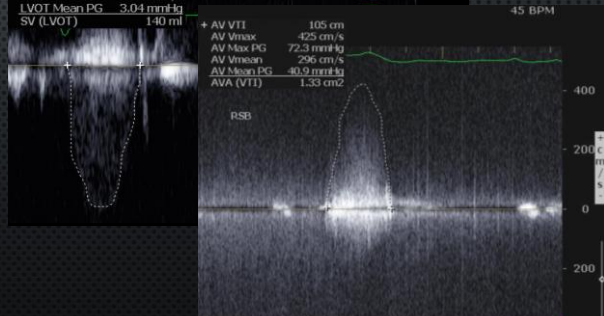 LVOT Mean PG 3.04 mmHg
SV (LVOT) 140 ml
45 BPM
+ AV VTI 105 cm
AV Vmax 425 cm/s
AV Max PG 72.3 mmHg
AV Vmean 296 cm/s
AV Mean PG 40.9 mmHg
AVA (VTI) 1.33 cm2
RSB
400
200
0
200
+
c
m
/
s
-